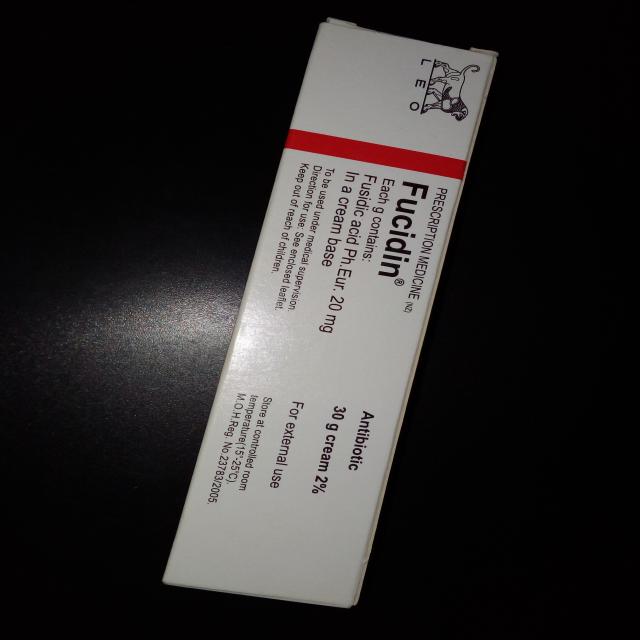 LEO
PRESCRIPTION MEDICINE (NZ)
Fucidin®
Each g contains:
Fusidic acid Ph.Eur. 20 mg
In a cream base
To be used under medical supervision.
Direction for use: See enclosed leaflet.
Keep out of reach of children.
Antibiotic
30 g cream 2%
For external use
Store at controlled room
temperature(15°-25°C).
M.O.H.Reg. No.23783/2005.